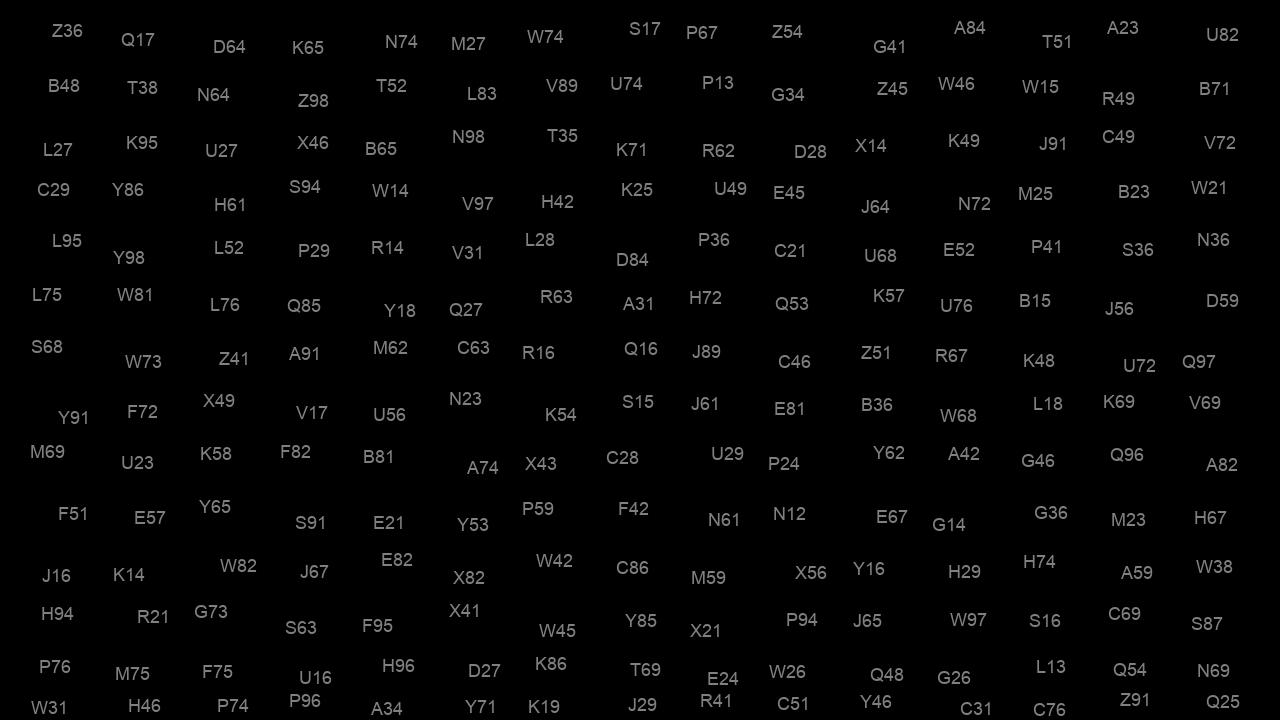 Z36 Q17 D64 K65 N74 M27 W74 S17 P67 Z54 G41 A84 T51 A23 U82
B48 T38 N64 Z98 T52 L83 V89 U74 P13 G34 Z45 W46 W15 R49 B71
L27 K95 U27 X46 B65 N98 T35 K71 R62 D28 X14 K49 J91 C49 V72
C29 Y86 H61 S94 W14 V97 H42 K25 U49 E45 J64 N72 M25 B23 W21
L95 Y98 L52 P29 R14 V31 L28 D84 P36 C21 U68 E52 P41 S36 N36
L75 W81 L76 Q85 Y18 Q27 R63 A31 H72 Q53 K57 U76 B15 J56 D59
S68 W73 Z41 A91 M62 C63 R16 Q16 J89 C46 Z51 R67 K48 U72 Q97
Y91 F72 X49 V17 U56 N23 K54 S15 J61 E81 B36 W68 L18 K69 V69
M69 U23 K58 F82 B81 A74 X43 C28 U29 P24 Y62 A42 G46 Q96 A82
F51 E57 Y65 S91 E21 Y53 P59 F42 N61 N12 E67 G14 G36 M23 H67
J16 K14 W82 J67 E82 X82 W42 C86 M59 X56 Y16 H29 H74 A59 W38
H94 R21 G73 S63 F95 X41 W45 Y85 X21 P94 J65 W97 S16 C69 S87
P76 M75 F75 U16 H96 D27 K86 T69 E24 W26 Q48 G26 L13 Q54 N69
W31 H46 P74 P96 A34 Y71 K19 J29 R41 C51 Y46 C31 C76 Z91 Q25